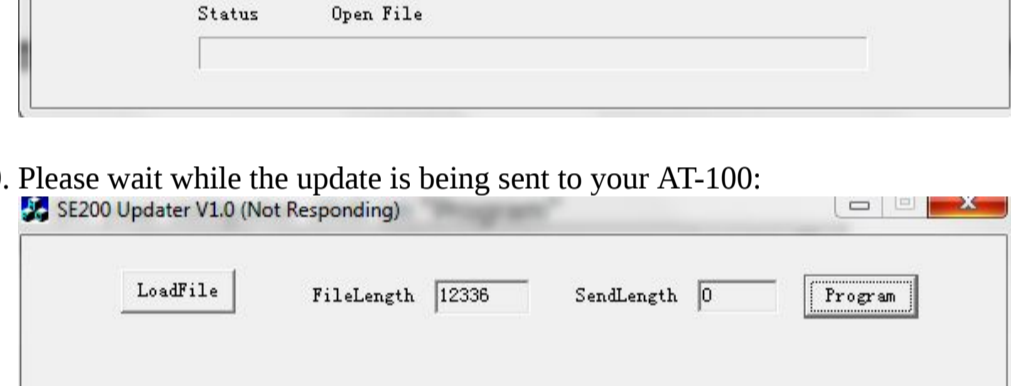 Status Open File
. Please wait while the update is being sent to your AT-100:
SE200 Updater V1.0 (Not Responding)
LoadFile FileLength 12336 SendLength 0 Program